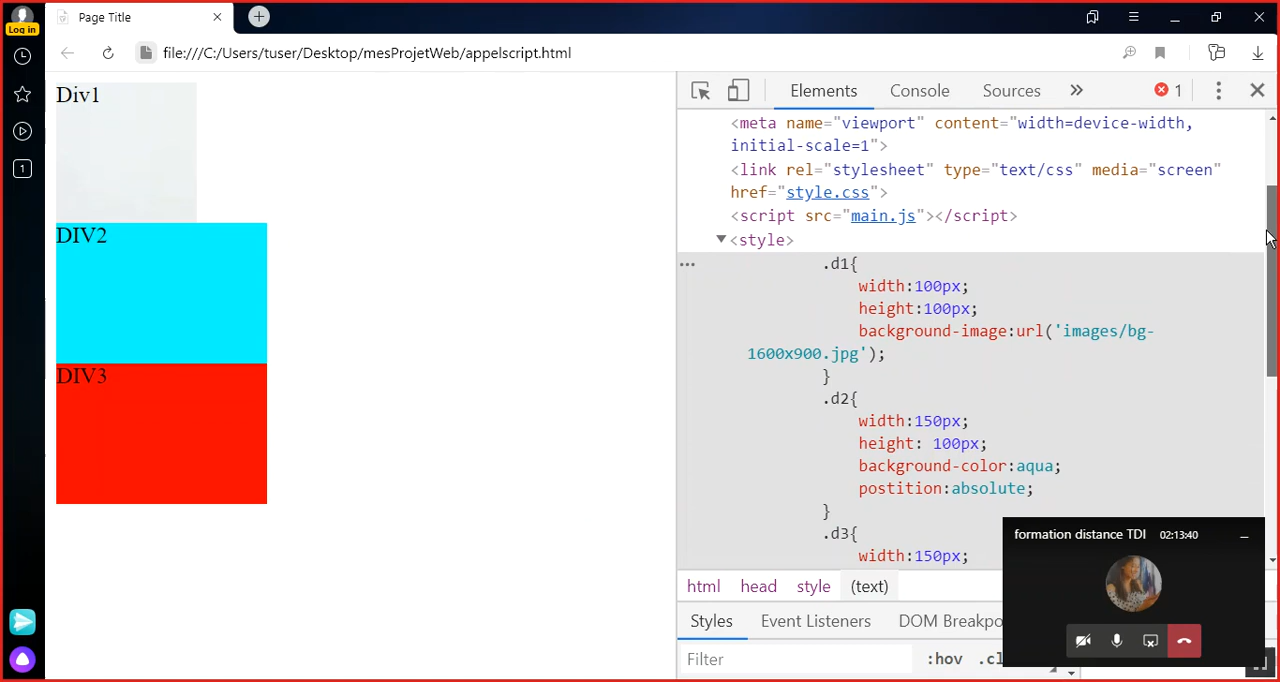 Log in
Page Title
file:///C:/Users/tuser/Desktop/mesProjetWeb/appelscript.html
1
Div1
DIV2
DIV3
Elements Console Sources » 1
<meta name="viewport" content="width=device-width,
initial-scale=1">
<link rel="stylesheet" type="text/css" media="screen"
href="style.css">
<script src="main.js"></script>
<style>
.d1{
width:100px;
height:100px;
background-image:url('images/bg-
1600x900.jpg');
}
.d2{
width:150px;
height: 100px;
background-color:aqua;
postition:absolute;
}
.d3{
width:150px;
html head style (text)
Styles Event Listeners DOM Breakpo
Filter :hov .cl
formation distance TDI 02:13:40